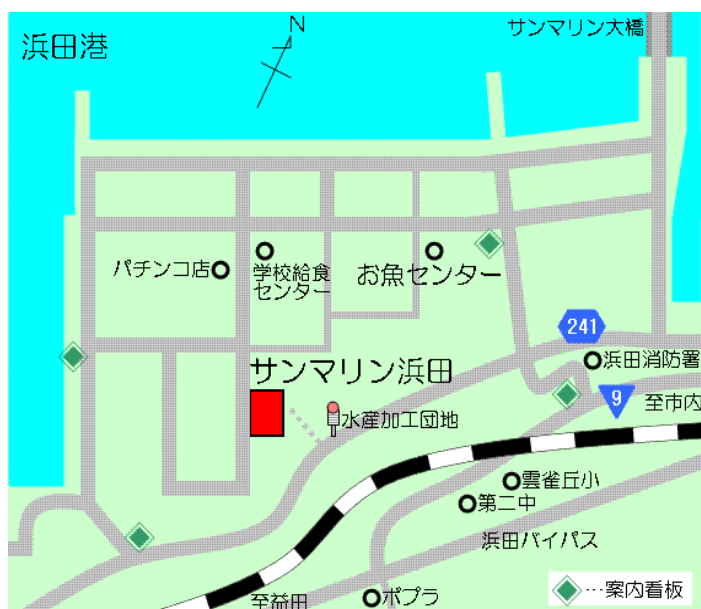 浜田港
N
サンマリン大橋
パチンコ店
学校給食
センター
お魚センター
241
サンマリン浜田
浜田消防署
9
至市内
水産加工団地
雲雀丘小
第二中
浜田バイパス
至益田
ポプラ
…案内看板